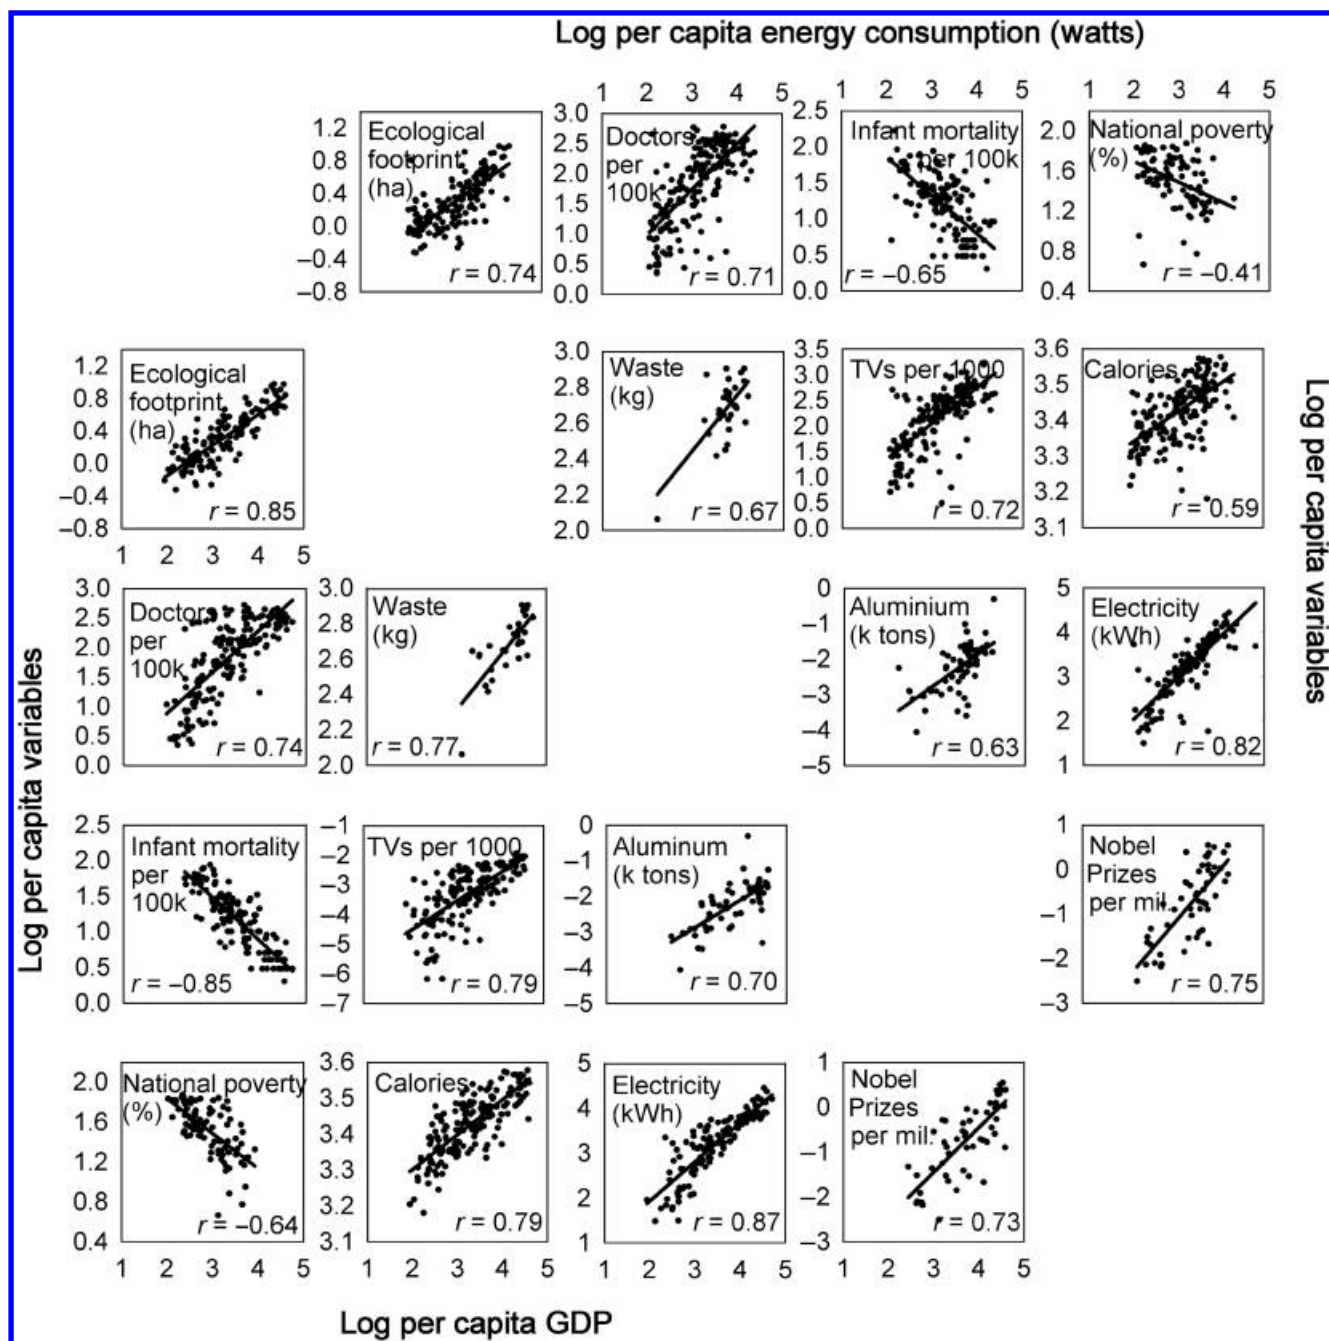 Log per capita energy consumption (watts)
1 2 3 4 5
1 2 3 4 5
1 2 3 4 5
1.2
0.8
0.4
0.0
–0.4
–0.8
Ecological
footprint
(ha)
r = 0.74
3.0
2.5
2.0
1.5
1.0
0.5
0.0
Doctors
per
100k
r = 0.71
2.5
2.0
1.5
1.0
0.5
0.0
Infant mortality
per 100k
r = –0.65
2.0
1.6
1.2
0.8
0.4
National poverty
(%)
r = –0.41
1.2
0.8
0.4
0.0
–0.4
–0.8
Ecological
footprint
(ha)
r = 0.85
1 2 3 4 5
3.0
2.8
2.6
2.4
2.2
2.0
Waste
(kg)
r = 0.67
3.5
3.0
2.5
2.0
1.5
1.0
0.5
0.0
TVs per 1000
r = 0.72
3.6
3.5
3.4
3.3
3.2
3.1
Calories
r = 0.59
Log per capita variables
Log per capita variables
3.0
2.5
2.0
1.5
1.0
0.5
0.0
Doctors
per
100k
r = 0.74
3.0
2.8
2.6
2.4
2.2
2.0
Waste
(kg)
r = 0.77
0
–1
–2
–3
–4
–5
Aluminium
(k tons)
r = 0.63
5
4
3
2
1
Electricity
(kWh)
r = 0.82
2.5
2.0
1.5
1.0
0.5
0.0
Infant mortality
per
100k
r = –0.85
–1
–2
–3
–4
–5
–6
–7
TVs per 1000
r = 0.79
0
–1
–2
–3
–4
–5
Aluminum
(k tons)
r = 0.70
1
0
–1
–2
–3
Nobel
Prizes
per mil.
r = 0.75
2.0
1.6
1.2
0.8
0.4
National poverty
(%)
r = –0.64
3.6
3.5
3.4
3.3
3.2
3.1
Calories
r = 0.79
5
4
3
2
1
Electricity
(kWh)
r = 0.87
1
0
–1
–2
–3
Nobel
Prizes
per mil.
r = 0.73
1 2 3 4 5
1 2 3 4 5
1 2 3 4 5
1 2 3 4 5
Log per capita GDP